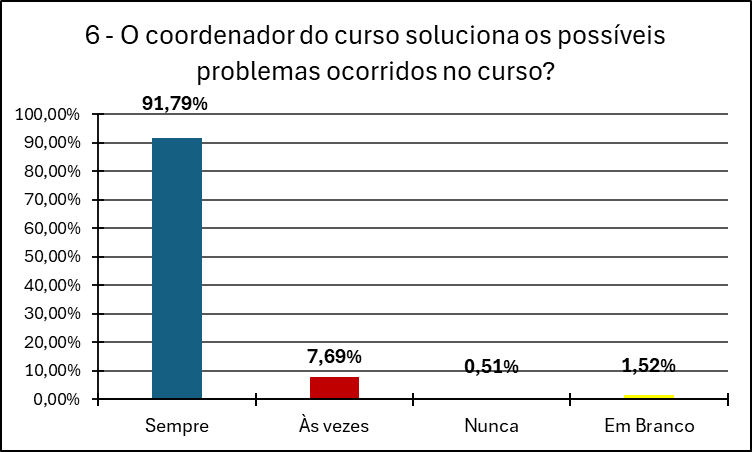 6 - O coordenador do curso soluciona os possíveis
problemas ocorridos no curso?
100,00%
90,00%
80,00%
70,00%
60,00%
50,00%
40,00%
30,00%
20,00%
10,00%
0,00%
91,79%
7,69%
0,51%
1,52%
Sempre
Às vezes
Nunca
Em Branco